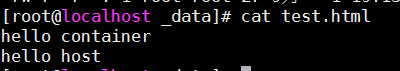 [root@localhost _data]# cat test.html
hello container
hello host